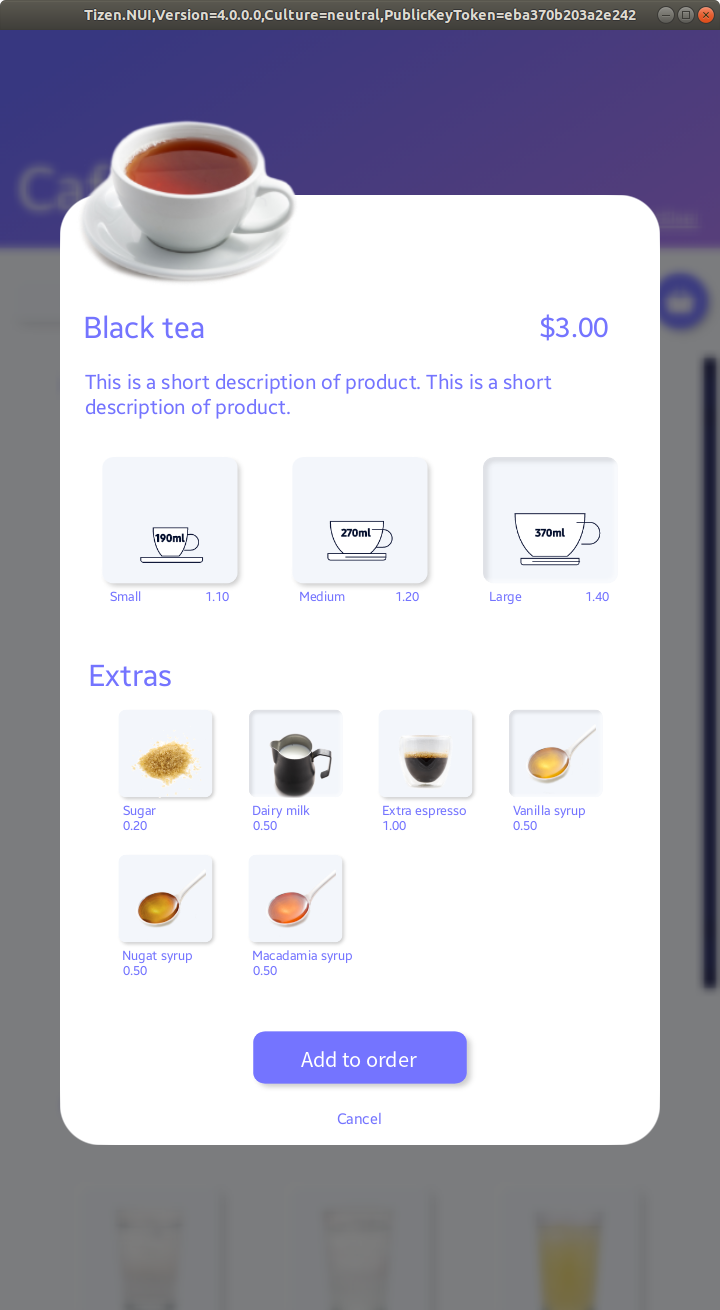 Tizen.NUI,Version=4.0.0.0,Culture=neutral,PublicKeyToken=eba370b203a2e242
Black tea $3.00
This is a short description of product. This is a short
description of product.
190ml 270ml 370ml
Small 1.10 Medium 1.20 Large 1.40
Extras
Sugar Dairy milk Extra espresso Vanilla syrup
0.20 0.50 1.00 0.50
Nugat syrup Macadamia syrup
0.50 0.50
Add to order
Cancel